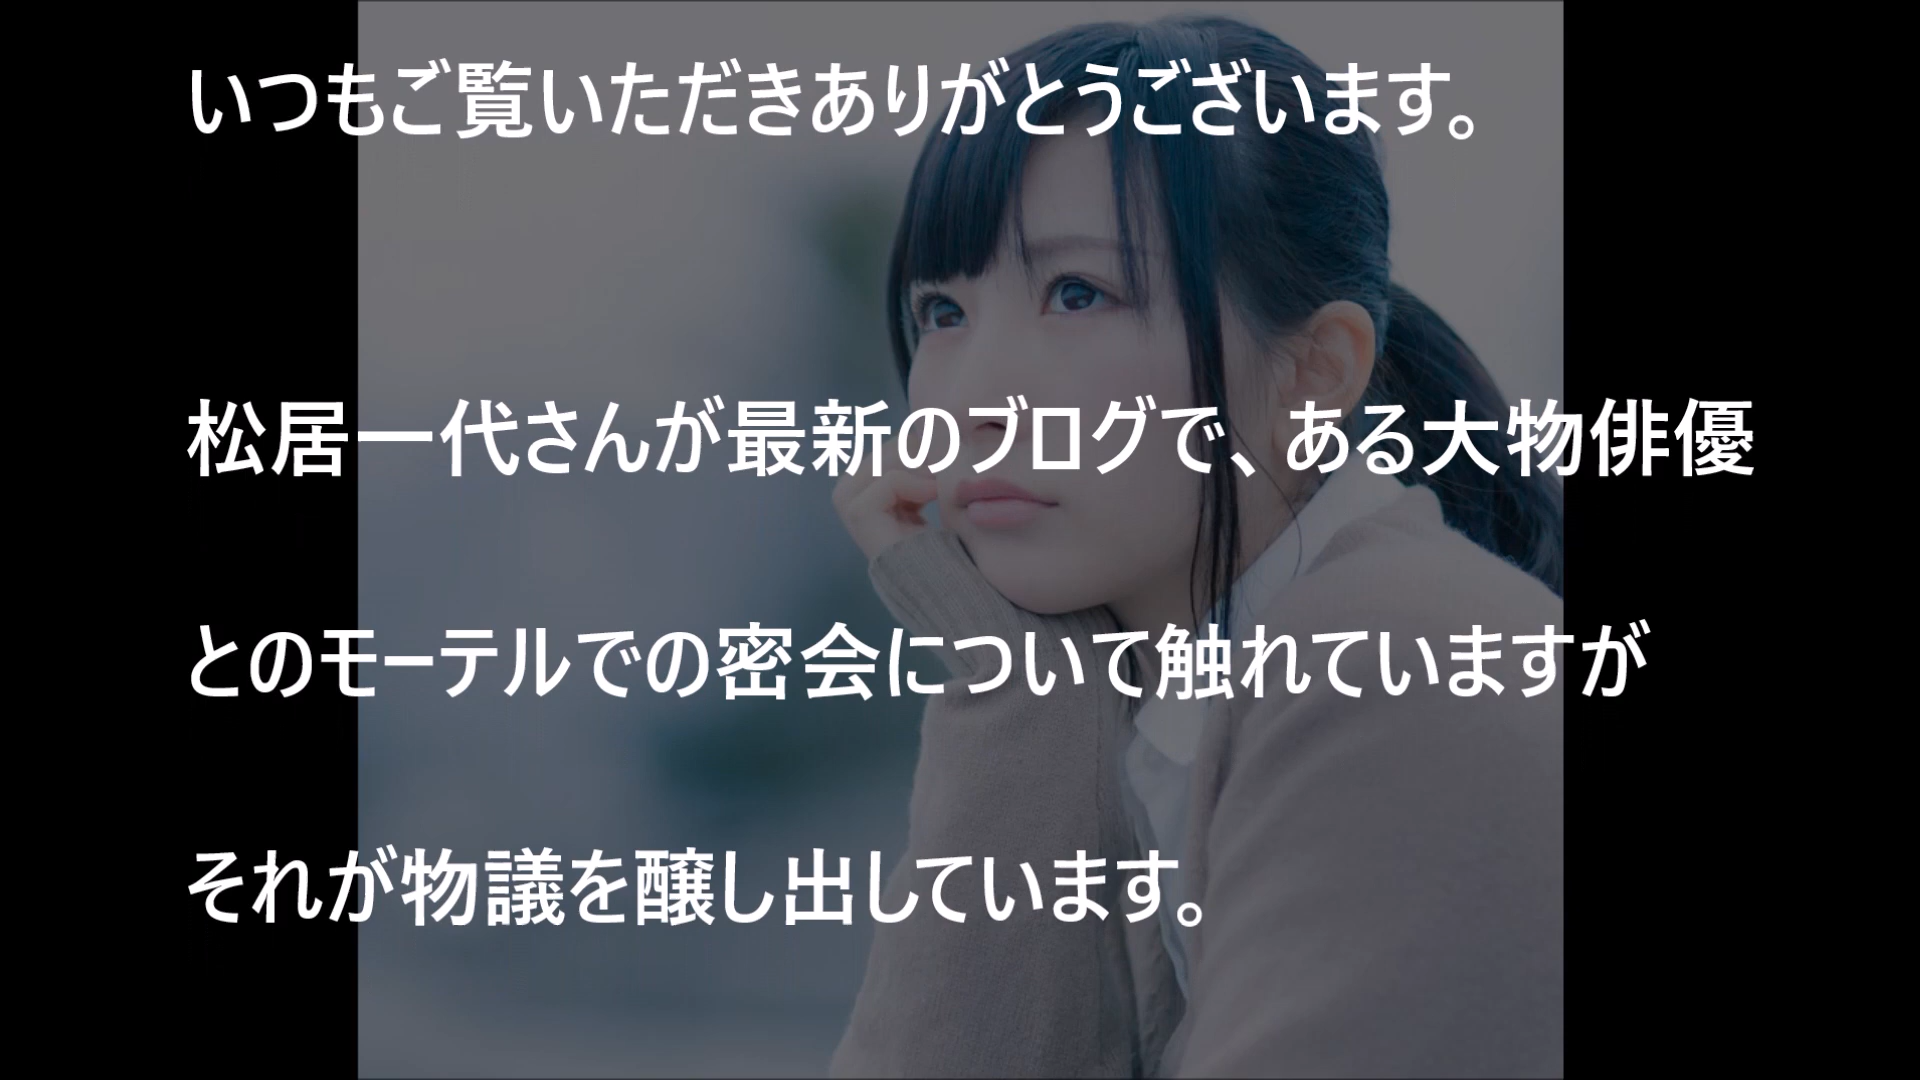 いつもご覧いただきありがとうございます。
松居一代さんが最新のブログで、ある大物俳優
とのモーテルでの密会について触れていますが
それが物議を醸し出しています。